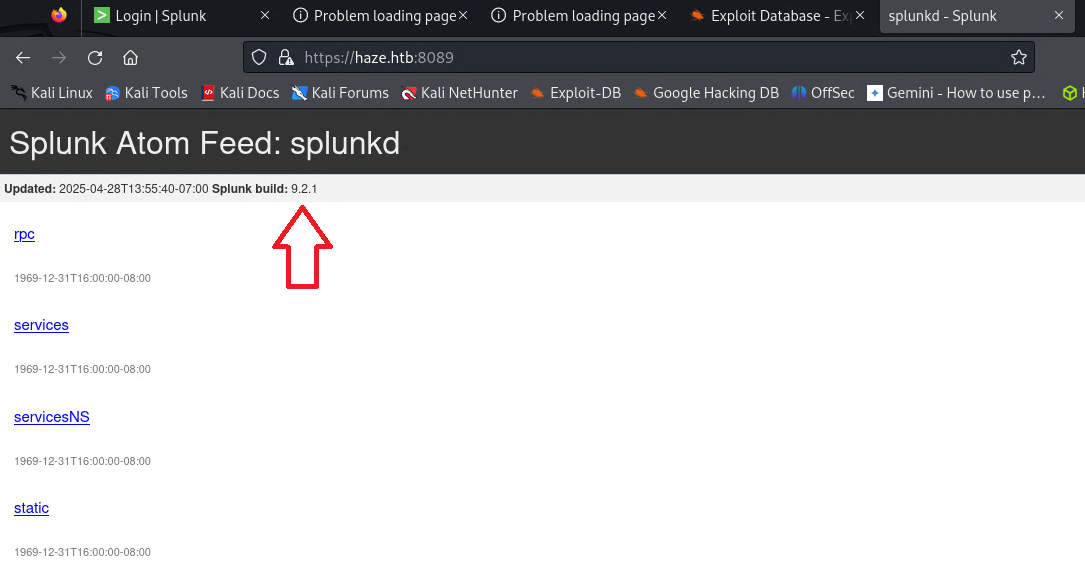 Login | Splunk
Problem loading page
Problem loading page
Exploit Database - Ex
splunkd - Splunk
https://haze.htb:8089
Kali Linux Kali Tools Kali Docs Kali Forums Kali NetHunter Exploit-DB Google Hacking DB OffSec Gemini - How to use p… H
Splunk Atom Feed: splunkd
Updated: 2025-04-28T13:55:40-07:00 Splunk build: 9.2.1
rpc
1969-12-31T16:00:00-08:00
services
1969-12-31T16:00:00-08:00
servicesNS
1969-12-31T16:00:00-08:00
static
1969-12-31T16:00:00-08:00